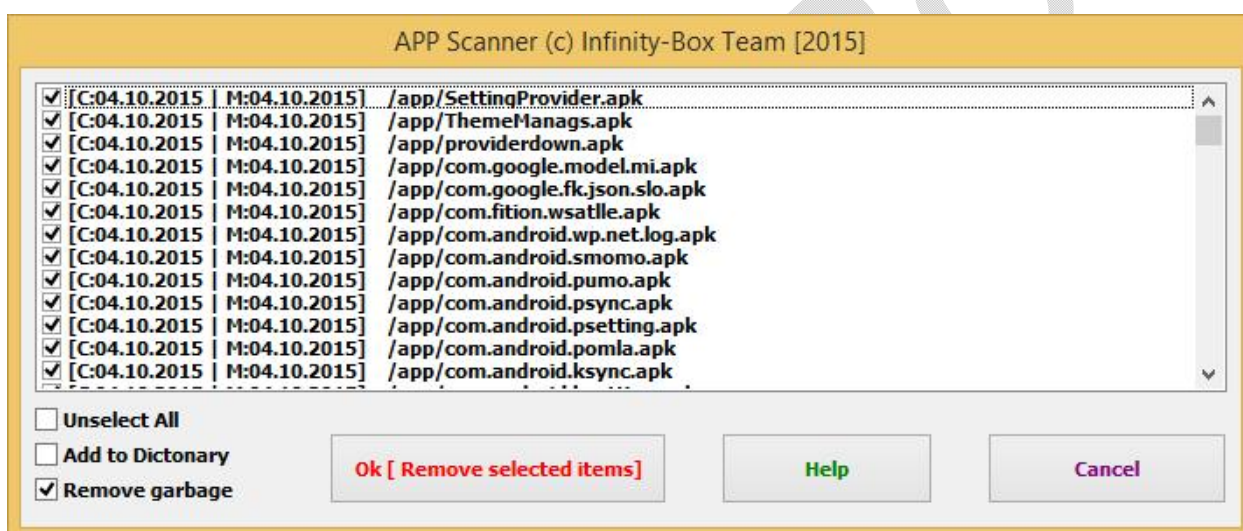 APP Scanner (c) Infinity-Box Team [2015]
[C:04.10.2015 | M:04.10.2015] /app/SettingProvider.apk
[C:04.10.2015 | M:04.10.2015] /app/ThemeManags.apk
[C:04.10.2015 | M:04.10.2015] /app/providerdown.apk
[C:04.10.2015 | M:04.10.2015] /app/com.google.model.mi.apk
[C:04.10.2015 | M:04.10.2015] /app/com.google.fk.json.slo.apk
[C:04.10.2015 | M:04.10.2015] /app/com.fition.wsatlle.apk
[C:04.10.2015 | M:04.10.2015] /app/com.android.wp.net.log.apk
[C:04.10.2015 | M:04.10.2015] /app/com.android.smomo.apk
[C:04.10.2015 | M:04.10.2015] /app/com.android.pumo.apk
[C:04.10.2015 | M:04.10.2015] /app/com.android.psync.apk
[C:04.10.2015 | M:04.10.2015] /app/com.android.psetting.apk
[C:04.10.2015 | M:04.10.2015] /app/com.android.pomla.apk
[C:04.10.2015 | M:04.10.2015] /app/com.android.ksync.apk
Unselect All
Add to Dictonary
Remove garbage
Ok [ Remove selected items]
Help
Cancel